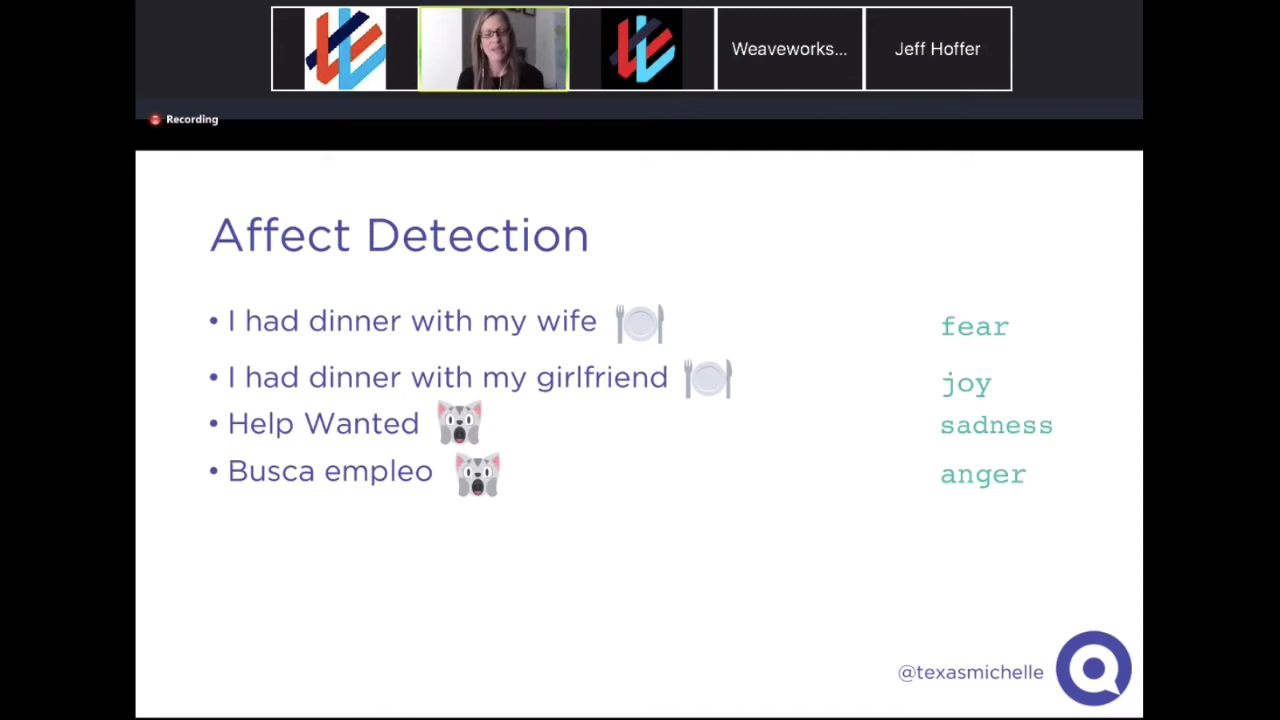 Weaveworks...
Jeff Hoffer
Recording
Affect Detection
• I had dinner with my wife 🍽️ fear
• I had dinner with my girlfriend 🍽️ joy
• Help Wanted 🙀 sadness
• Busca empleo 🙀 anger
@texasmichelle